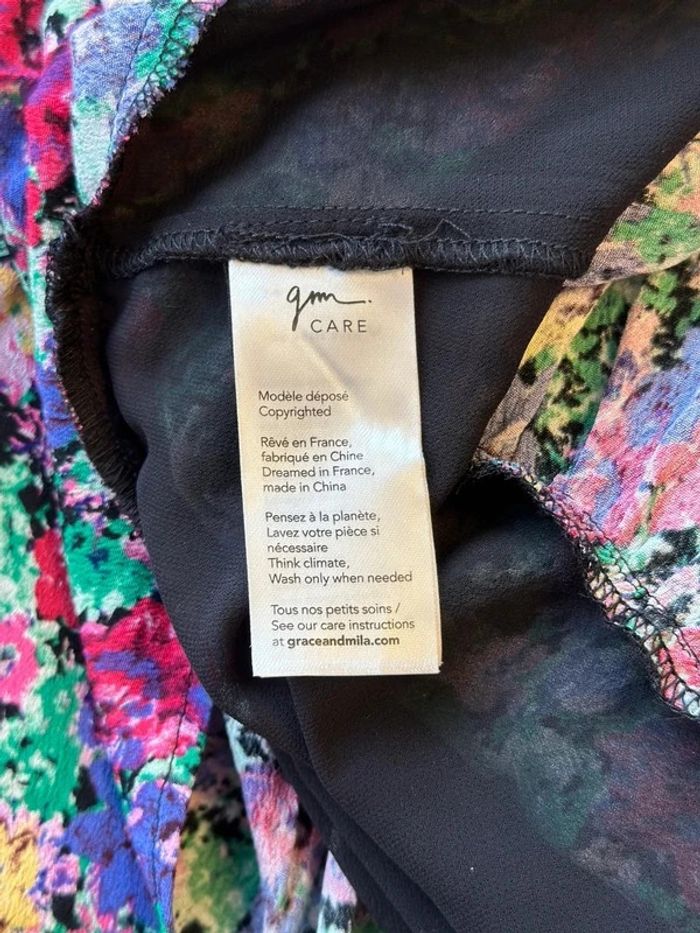 gm.
CARE
Modèle déposé
Copyrighted
Rêvé en France,
fabriqué en Chine
Dreamed in France,
made in China
Pensez à la planète,
Lavez votre pièce si
nécessaire
Think climate,
Wash only when needed
Tous nos petits soins /
See our care instructions
at graceandmila.com